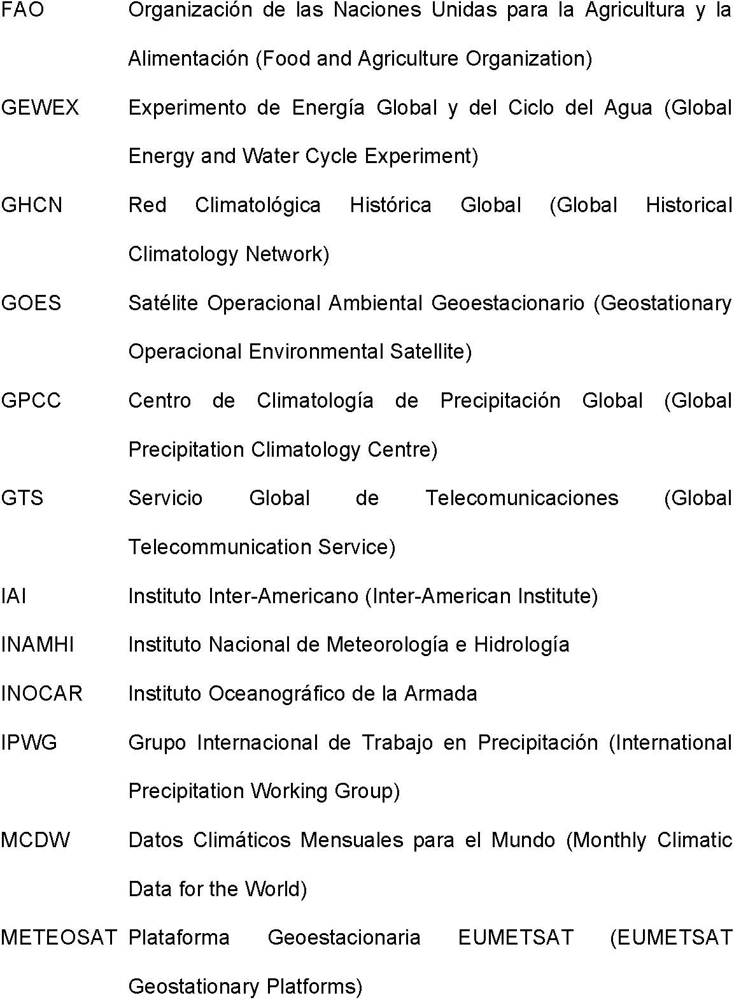 FAO Organización de las Naciones Unidas para la Agricultura y la
Alimentación (Food and Agriculture Organization)
GEWEX Experimento de Energía Global y del Ciclo del Agua (Global
Energy and Water Cycle Experiment)
GHCN Red Climatológica Histórica Global (Global Historical
Climatology Network)
GOES Satélite Operacional Ambiental Geoestacionario (Geostationary
Operacional Environmental Satellite)
GPCC Centro de Climatología de Precipitación Global (Global
Precipitation Climatology Centre)
GTS Servicio Global de Telecomunicaciones (Global
Telecommunication Service)
IAI Instituto Inter-Americano (Inter-American Institute)
INAMHI Instituto Nacional de Meteorología e Hidrología
INOCAR Instituto Oceanográfico de la Armada
IPWG Grupo Internacional de Trabajo en Precipitación (International
Precipitation Working Group)
MCDW Datos Climáticos Mensuales para el Mundo (Monthly Climatic
Data for the World)
METEOSAT Plataforma Geoestacionaria EUMETSAT (EUMETSAT
Geostationary Platforms)